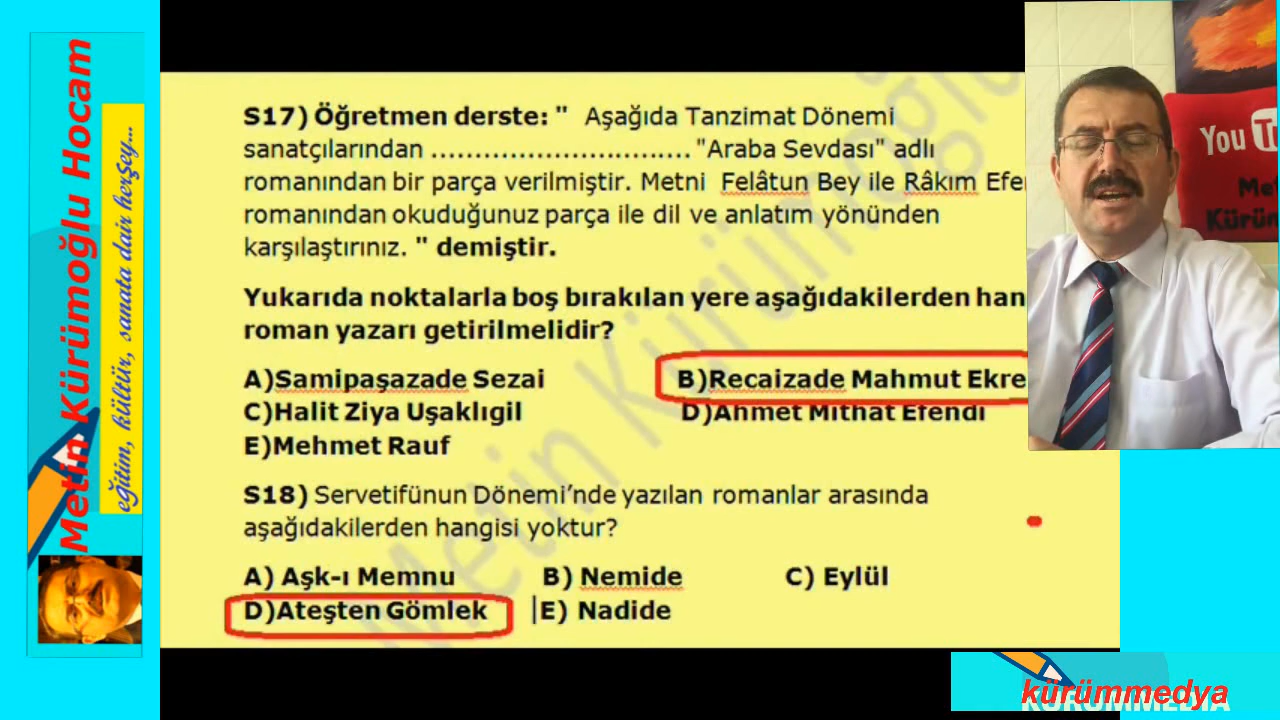 Metin Kürümoğlu Hocam
eğitim, kültür, sanata dair herşey...
S17) Öğretmen derste: " Aşağıda Tanzimat Dönemi
sanatçılarından ............................... "Araba Sevdası" adlı
romanından bir parça verilmiştir. Metni Felâtun Bey ile Râkım Efe
romanından okuduğunuz parça ile dil ve anlatım yönünden
karşılaştırınız. " demiştir.
Yukarıda noktalarla boş bırakılan yere aşağıdakilerden han
roman yazarı getirilmelidir?
A)Samipaşazade Sezai B)Recaizade Mahmut Ekre
C)Halit Ziya Uşaklıgil D)Ahmet Mithat Efendi
E)Mehmet Rauf
S18) Servetifünun Dönemi’nde yazılan romanlar arasında
aşağıdakilerden hangisi yoktur?
A) Aşk-ı Memnu B) Nemide C) Eylül
D)Ateşten Gömlek E) Nadide
You T
Me
Kürüm
kürümmedya
KÜRÜMMEDIA